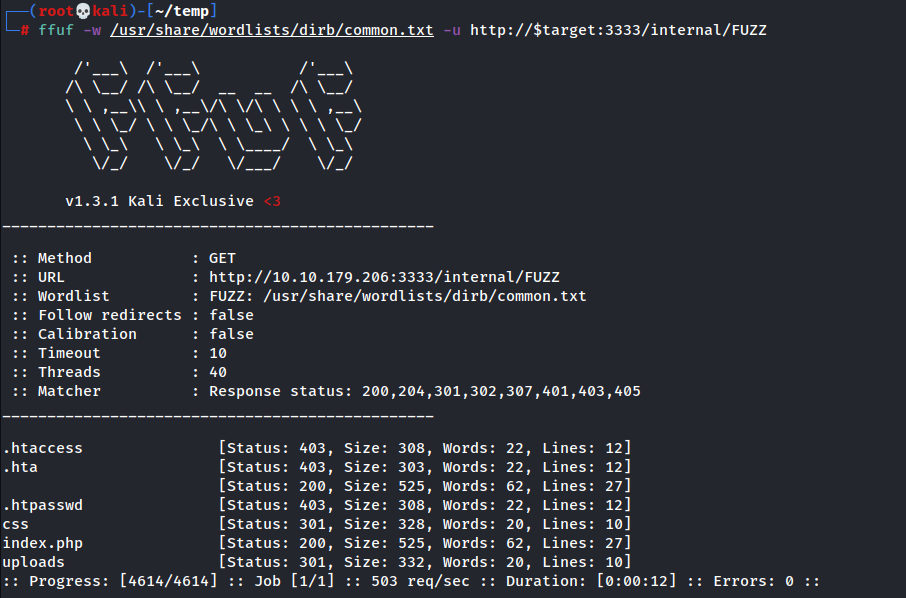 ┌──(root💀kali)-[~/temp]
└─# ffuf -w /usr/share/wordlists/dirb/common.txt -u http://$target:3333/internal/FUZZ

        /'___\  /'___\           /'___\
       /\ \__/ /\ \__/  __  __  /\ \__/
       \ \ ,__\\ \ ,__\/\ \/\ \ \ \ ,__\
        \ \ \_/ \ \ \_/\ \ \_\ \ \ \ \_/
         \ \_\   \ \_\  \ \____/  \ \_\
          \/_/    \/_/   \/___/    \/_/

       v1.3.1 Kali Exclusive <3
________________________________________________

 :: Method           : GET
 :: URL              : http://10.10.179.206:3333/internal/FUZZ
 :: Wordlist         : FUZZ: /usr/share/wordlists/dirb/common.txt
 :: Follow redirects : false
 :: Calibration      : false
 :: Timeout          : 10
 :: Threads          : 40
 :: Matcher          : Response status: 200,204,301,302,307,401,403,405
________________________________________________

.htaccess               [Status: 403, Size: 308, Words: 22, Lines: 12]
.hta                    [Status: 403, Size: 303, Words: 22, Lines: 12]
                        [Status: 200, Size: 525, Words: 62, Lines: 27]
.htpasswd               [Status: 403, Size: 308, Words: 22, Lines: 12]
css                     [Status: 301, Size: 328, Words: 20, Lines: 10]
index.php               [Status: 200, Size: 525, Words: 62, Lines: 27]
uploads                 [Status: 301, Size: 332, Words: 20, Lines: 10]
:: Progress: [4614/4614] :: Job [1/1] :: 503 req/sec :: Duration: [0:00:12] :: Errors: 0 ::